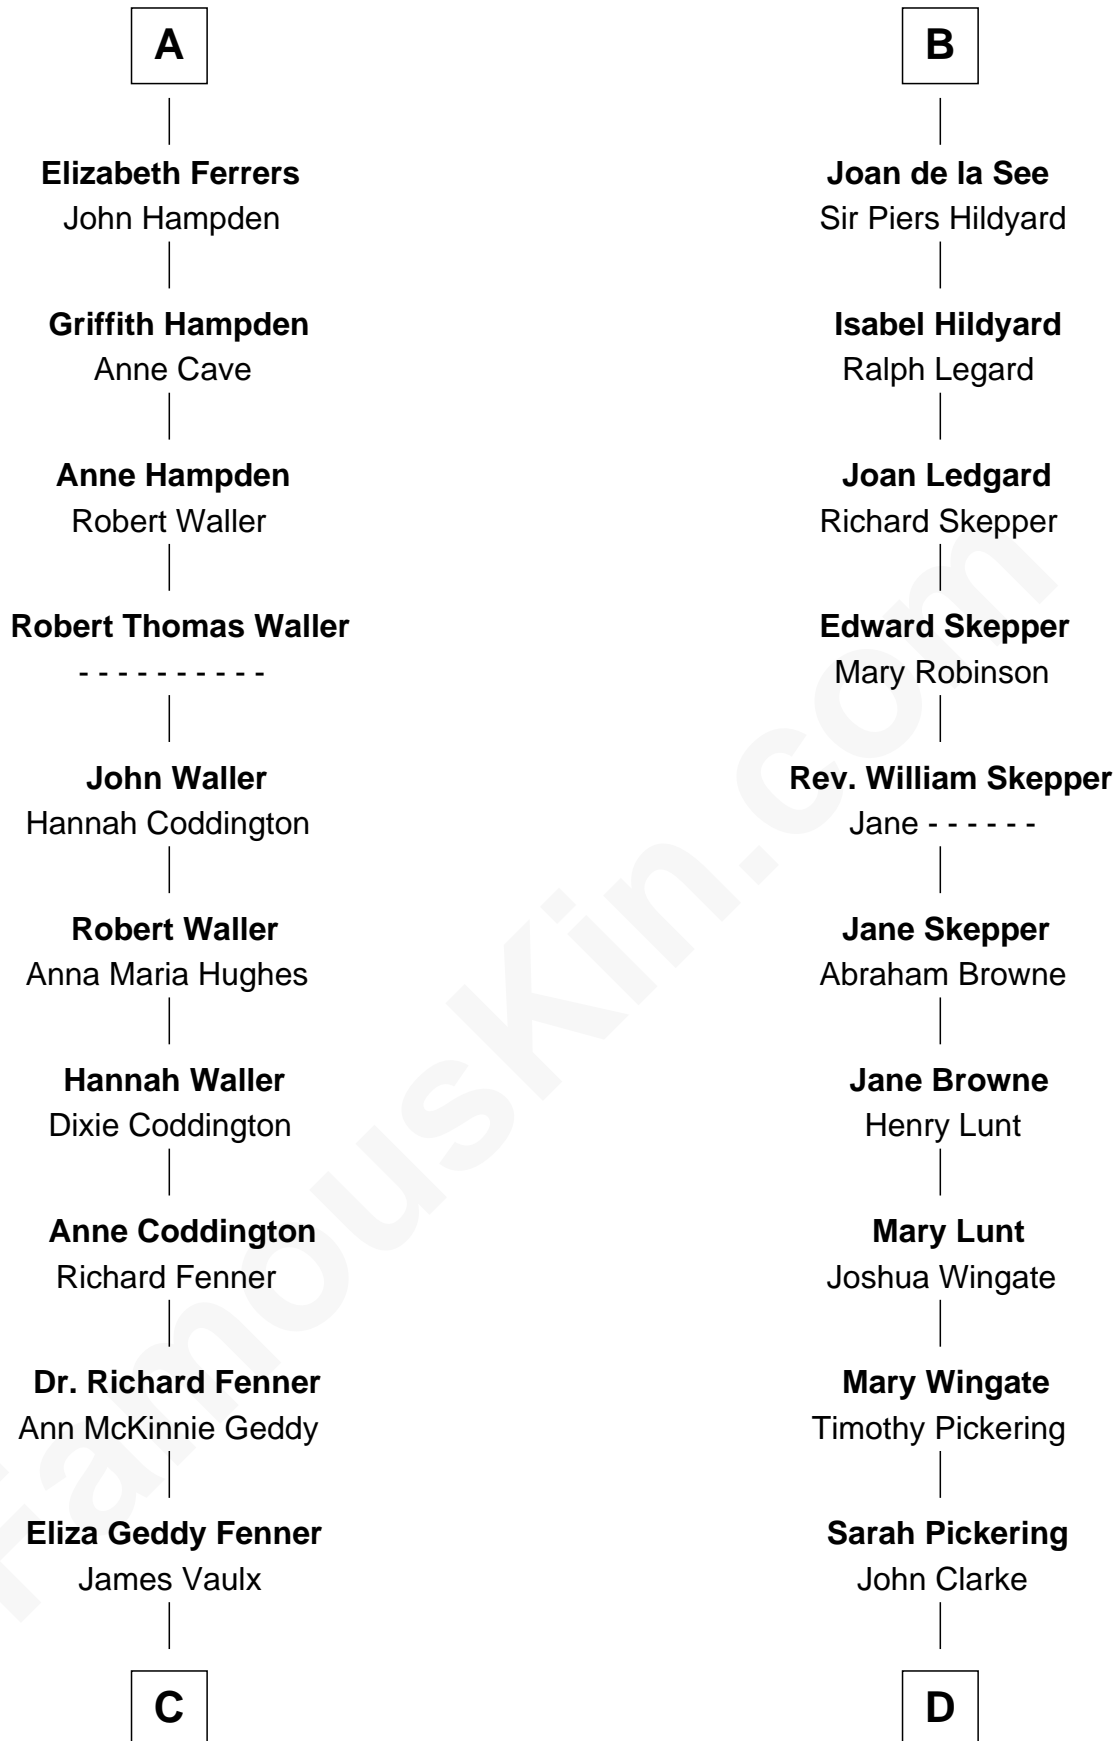 A
Elizabeth Ferrers
John Hampden
Griffith Hampden
Anne Cave
Anne Hampden
Robert Waller
Robert Thomas Waller
- - - - - - - - - -
John Waller
Hannah Coddington
Robert Waller
Anna Maria Hughes
Hannah Waller
Dixie Coddington
Anne Coddington
Richard Fenner
Dr. Richard Fenner
Ann McKinnie Geddy
Eliza Geddy Fenner
James Vaulx
C
B
Joan de la See
Sir Piers Hildyard
Isabel Hildyard
Ralph Legard
Joan Ledgard
Richard Skepper
Edward Skepper
Mary Robinson
Rev. William Skepper
Jane - - - - - -
Jane Skepper
Abraham Browne
Jane Browne
Henry Lunt
Mary Lunt
Joshua Wingate
Mary Wingate
Timothy Pickering
Sarah Pickering
John Clarke
D
FamousKin.com